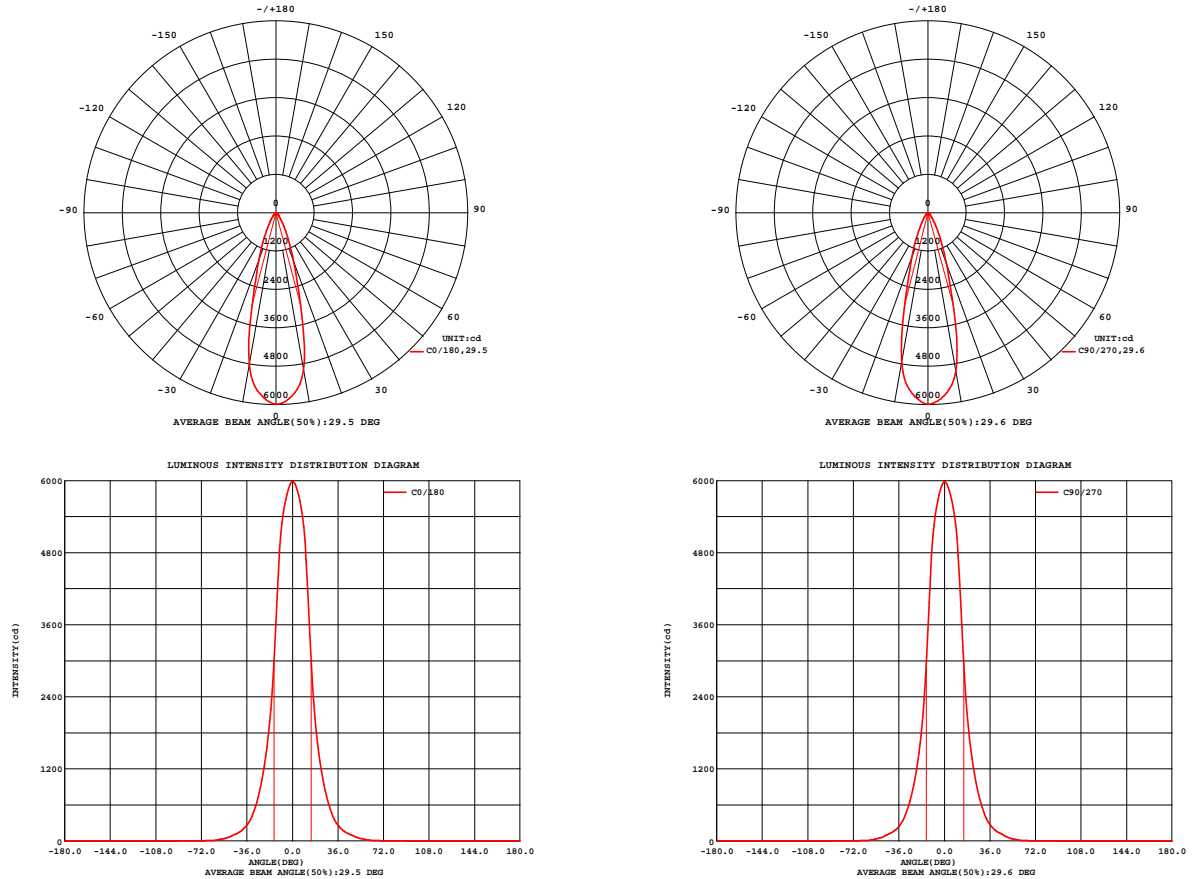 -/+180
-150
150
-120
120
-90
90
-60
60
-30
30
0
0
1200
2400
3600
4800
6000
UNIT:cd
C0/180,29.5
AVERAGE BEAM ANGLE(50%):29.5 DEG
-/+180
-150
150
-120
120
-90
90
-60
60
-30
30
0
0
1200
2400
3600
4800
6000
UNIT:cd
C90/270,29.6
AVERAGE BEAM ANGLE(50%):29.6 DEG
LUMINOUS INTENSITY DISTRIBUTION DIAGRAM
C0/180
INTENSITY(cd)
6000
4800
3600
2400
1200
0
-180.0 -144.0 -108.0 -72.0 -36.0 0.0 36.0 72.0 108.0 144.0 180.0
ANGLE(DEG)
AVERAGE BEAM ANGLE(50%):29.5 DEG
LUMINOUS INTENSITY DISTRIBUTION DIAGRAM
C90/270
INTENSITY(cd)
6000
4800
3600
2400
1200
0
-180.0 -144.0 -108.0 -72.0 -36.0 0.0 36.0 72.0 108.0 144.0 180.0
ANGLE(DEG)
AVERAGE BEAM ANGLE(50%):29.6 DEG